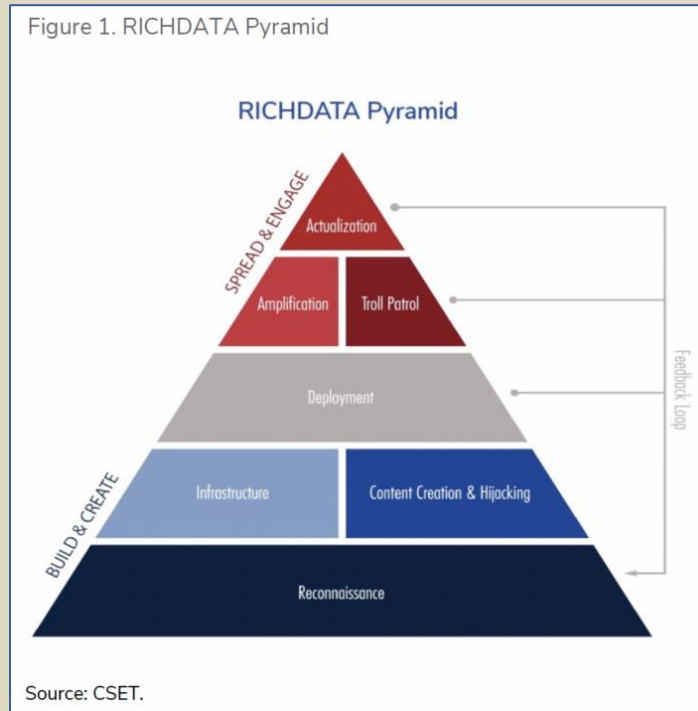 Figure 1. RICHDATA Pyramid
RICHDATA Pyramid
SPREAD & ENGAGE
Actualization
Amplification
Troll Patrol
Deployment
Feedback Loop
BUILD & CREATE
Infrastructure
Content Creation & Hijacking
Reconnaissance
Source: CSET.